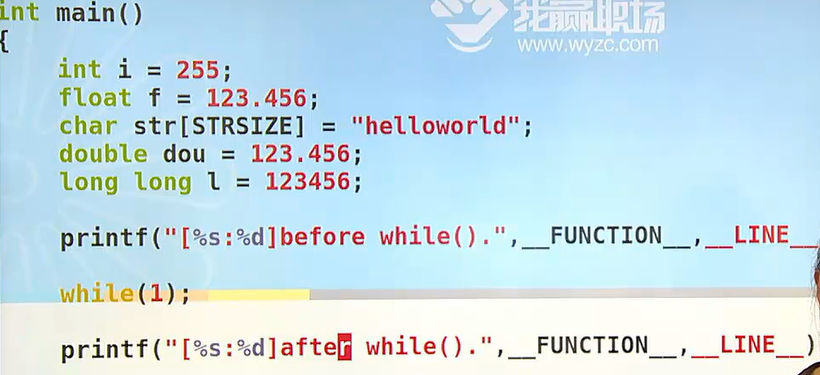 我赢职场
www.wyzc.com
int main()
{
    int i = 255;
    float f = 123.456;
    char str[STRSIZE] = "helloworld";
    double dou = 123.456;
    long long l = 123456;
    printf("[%s:%d]before while().",__FUNCTION__,__LINE__
    while(1);
    printf("[%s:%d]after while().",__FUNCTION__,__LINE__)